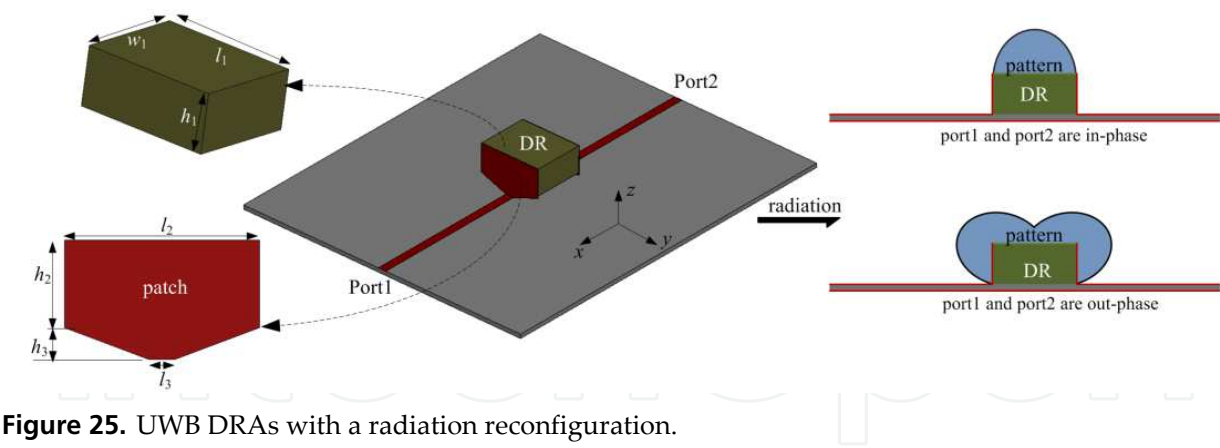 w1
l1
h1
DR
Port2
Port1
z
x
y
radiation
l2
h2
patch
h3
l3
pattern
DR
port1 and port2 are in-phase
pattern
DR
port1 and port2 are out-phase
Figure 25. UWB DRAs with a radiation reconfiguration.